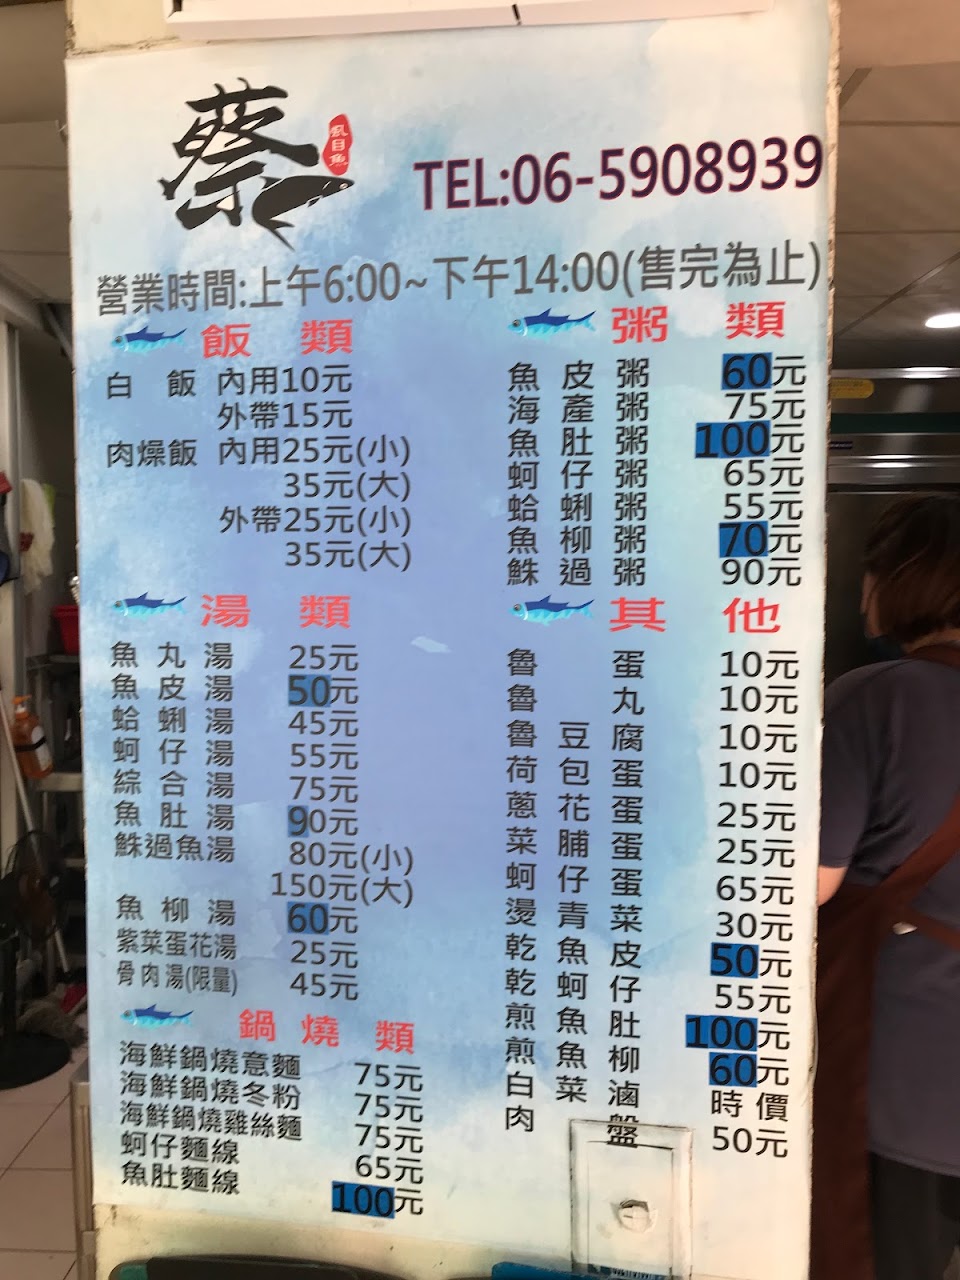 蔡
虱目魚
TEL:06-5908939
營業時間:上午6:00~下午14:00(售完為止)
飯 類
白 飯 內用10元
外帶15元
肉燥飯 內用25元(小)
35元(大)
外帶25元(小)
35元(大)
湯 類
魚丸湯 25元
魚皮湯 50元
蛤蜊湯 45元
蚵仔湯 55元
綜合湯 75元
魚肚湯 90元
鮢過魚湯 80元(小)
150元(大)
魚柳湯 60元
紫菜蛋花湯 25元
骨肉湯(限量) 45元
鍋燒類
海鮮鍋燒意麵 75元
海鮮鍋燒冬粉 75元
海鮮鍋燒雞絲麵 75元
蚵仔麵線 65元
魚肚麵線 100元
粥 類
魚皮粥 60元
海產粥 75元
魚肚粥 100元
蚵仔粥 65元
蛤蜊粥 55元
魚柳粥 70元
鮢過粥 90元
其 他
魯蛋 10元
魯丸 10元
魯豆腐 10元
荷包蛋 10元
蔥花蛋 25元
菜脯蛋 25元
蚵仔蛋 65元
燙青菜 30元
乾魚皮 50元
乾蚵仔 55元
煎魚肚 100元
煎魚柳 60元
白菜滷 時價
肉盤 50元